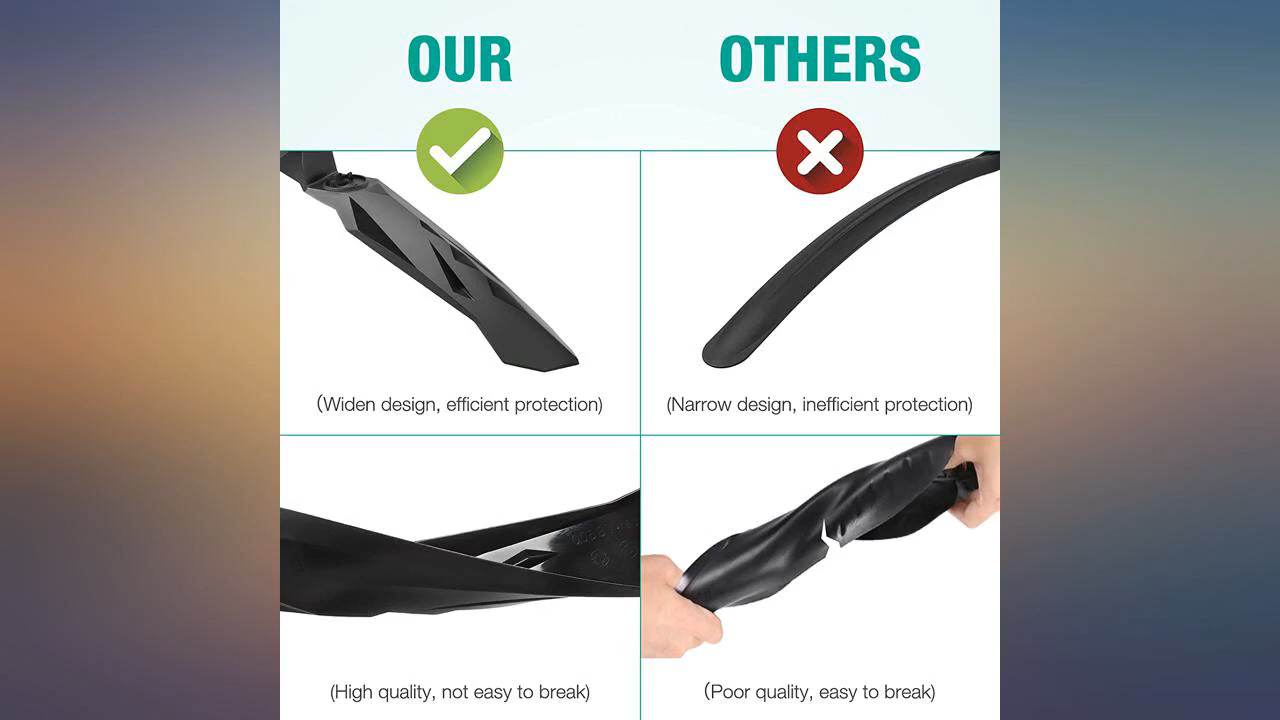 OUR
OTHERS
(Widen design, efficient protection)
(Narrow design, inefficient protection)
(High quality, not easy to break)
(Poor quality, easy to break)